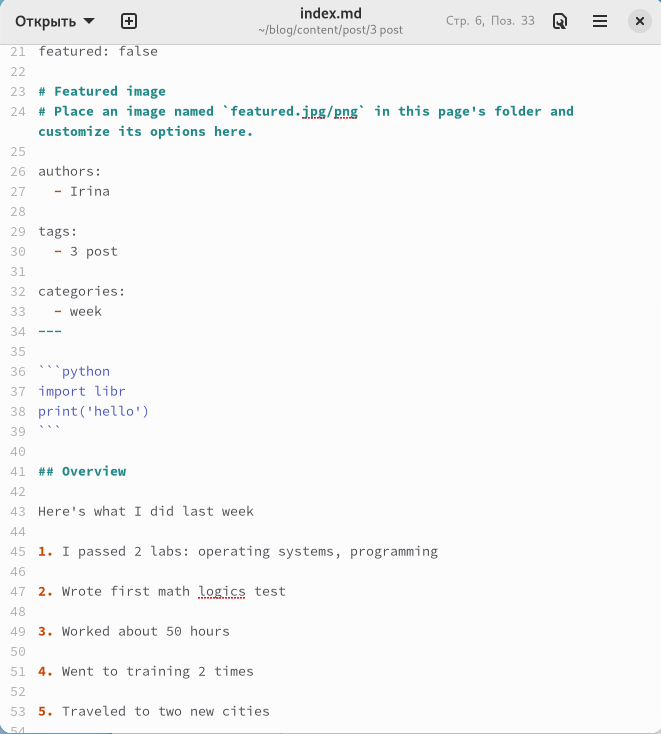 Открыть
index.md
~/blog/content/post/3 post
Стр. 6, Поз. 33
21 featured: false
22
23 # Featured image
24 # Place an image named `featured.jpg/png` in this page's folder and
customize its options here.
25
26 authors:
27   - Irina
28
29 tags:
30   - 3 post
31
32 categories:
33   - week
34 ---
35
36 ```python
37 import libr
38 print('hello')
39 ```
40
41 ## Overview
42
43 Here's what I did last week
44
45 1. I passed 2 labs: operating systems, programming
46
47 2. Wrote first math logics test
48
49 3. Worked about 50 hours
50
51 4. Went to training 2 times
52
53 5. Traveled to two new cities
54